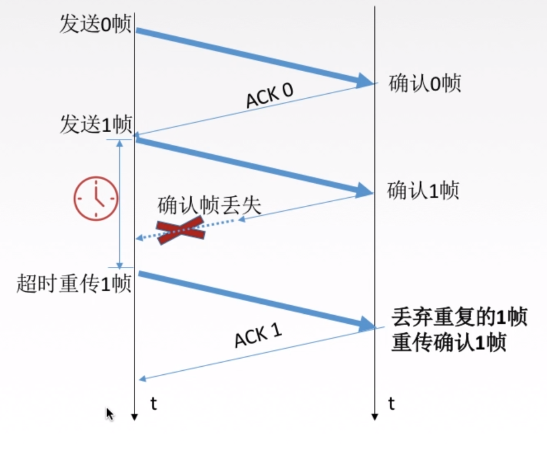 发送0帧
确认0帧
ACK 0
发送1帧
确认1帧
确认帧丢失
超时重传1帧
丢弃重复的1帧
重传确认1帧
ACK 1
t
t